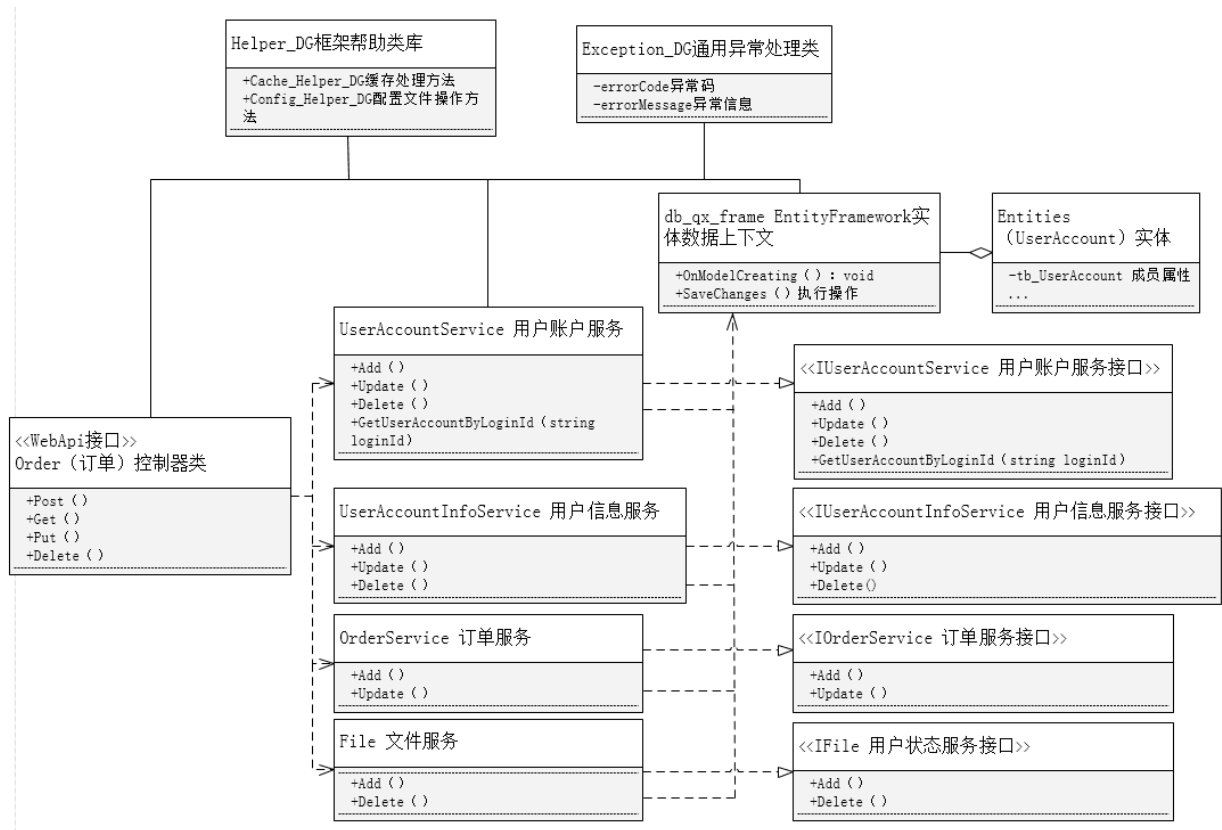 Helper_DG框架帮助类库
+Cache_Helper_DG缓存处理方法
+Config_Helper_DG配置文件操作方
法
Exception_DG通用异常处理类
-errorCode异常码
-errorMessage异常信息
db_qx_frame EntityFramework实
体数据上下文
+OnModelCreating（）：void
+SaveChanges（）执行操作
Entities
（UserAccount）实体
-tb_UserAccount 成员属性
...
UserAccountService 用户账户服务
+Add（）
+Update（）
+Delete（）
+GetUserAccountByLoginId（string
loginId）
<<IUserAccountService 用户账户服务接口>>
+Add（）
+Update（）
+Delete（）
+GetUserAccountByLoginId（string loginId）
<<WebApi接口>>
Order（订单）控制器类
+Post（）
+Get（）
+Put（）
+Delete（）
UserAccountInfoService 用户信息服务
+Add（）
+Update（）
+Delete（）
<<IUserAccountInfoService 用户信息服务接口>>
+Add（）
+Update（）
+Delete()
OrderService 订单服务
+Add（）
+Update（）
<<IOrderService 订单服务接口>>
+Add（）
+Update（）
File 文件服务
+Add（）
+Delete（）
<<IFile 用户状态服务接口>>
+Add（）
+Delete（）